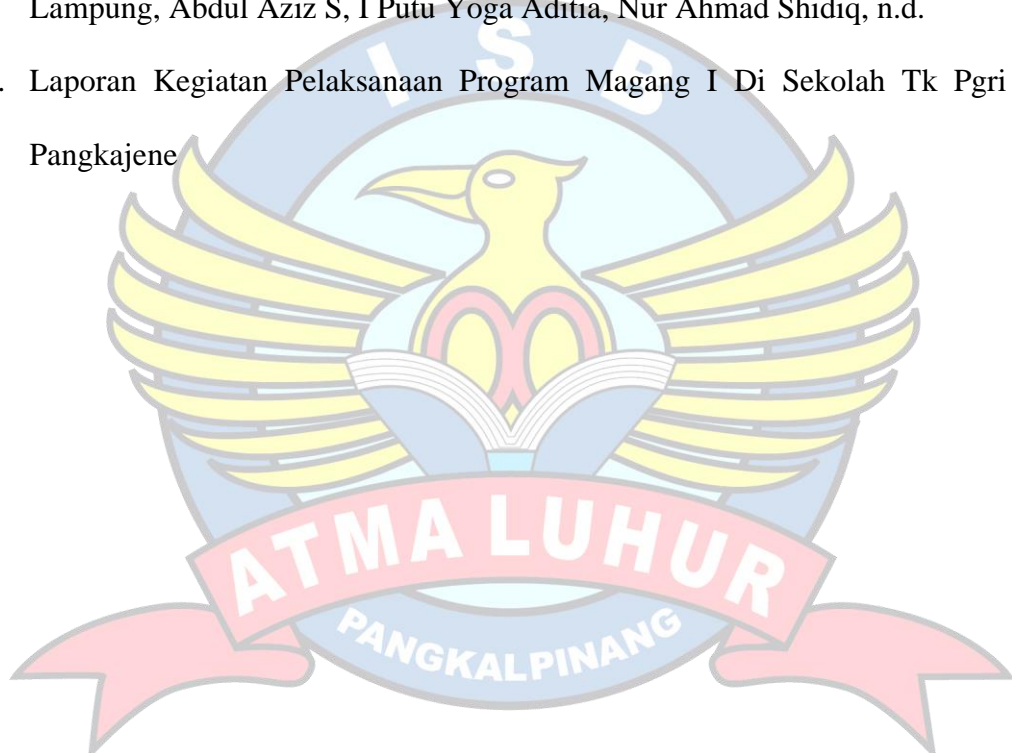 Lampung, Abdul Aziz S, I Putu Yoga Aditia, Nur Ahmad Shidiq, n.d.
. Laporan Kegiatan Pelaksanaan Program Magang I Di Sekolah Tk Pgri
Pangkajene
I S B
ATMA LUHUR
PANGKALPINANG